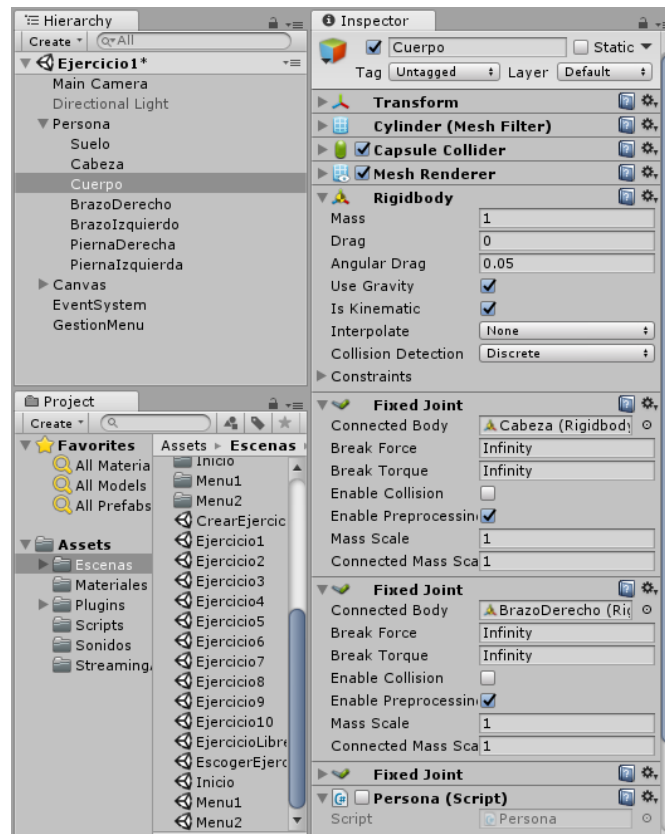 Hierarchy
Create
All
Ejercicio1*
Main Camera
Directional Light
Persona
Suelo
Cabeza
Cuerpo
BrazoDerecho
BrazoIzquierdo
PiernaDerecha
PiernaIzquierda
Canvas
EventSystem
GestionMenu
Project
Create
Favorites
All Materia
All Models
All Prefabs
Assets
Escenas
Materiales
Plugins
Scripts
Sonidos
Streaming
Assets Escenas
Inicio
Menu1
Menu2
CrearEjercic
Ejercicio1
Ejercicio2
Ejercicio3
Ejercicio4
Ejercicio5
Ejercicio6
Ejercicio7
Ejercicio8
Ejercicio9
Ejercicio10
EjercicioLibre
EscogerEjerc
Inicio
Menu1
Menu2
Inspector
Cuerpo Static
Tag Untagged Layer Default
Transform
Cylinder (Mesh Filter)
Capsule Collider
Mesh Renderer
Rigidbody
Mass 1
Drag 0
Angular Drag 0.05
Use Gravity
Is Kinematic
Interpolate None
Collision Detection Discrete
Constraints
Fixed Joint
Connected Body Cabeza (Rigidbody
Break Force Infinity
Break Torque Infinity
Enable Collision
Enable Preprocessin
Mass Scale 1
Connected Mass Sca 1
Fixed Joint
Connected Body BrazoDerecho (Rig
Break Force Infinity
Break Torque Infinity
Enable Collision
Enable Preprocessin
Mass Scale 1
Connected Mass Sca 1
Fixed Joint
Persona (Script)
Script Persona